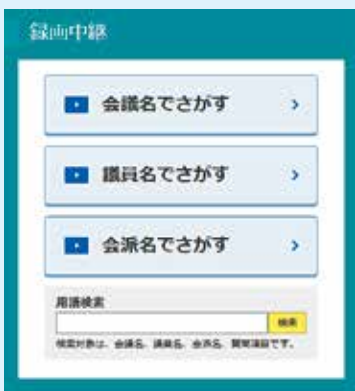 録画中継
会議名でさがす
議員名でさがす
会派名でさがす
用語検索
検索
検索対象は、会議名、議員名、会派名、質問項目です。